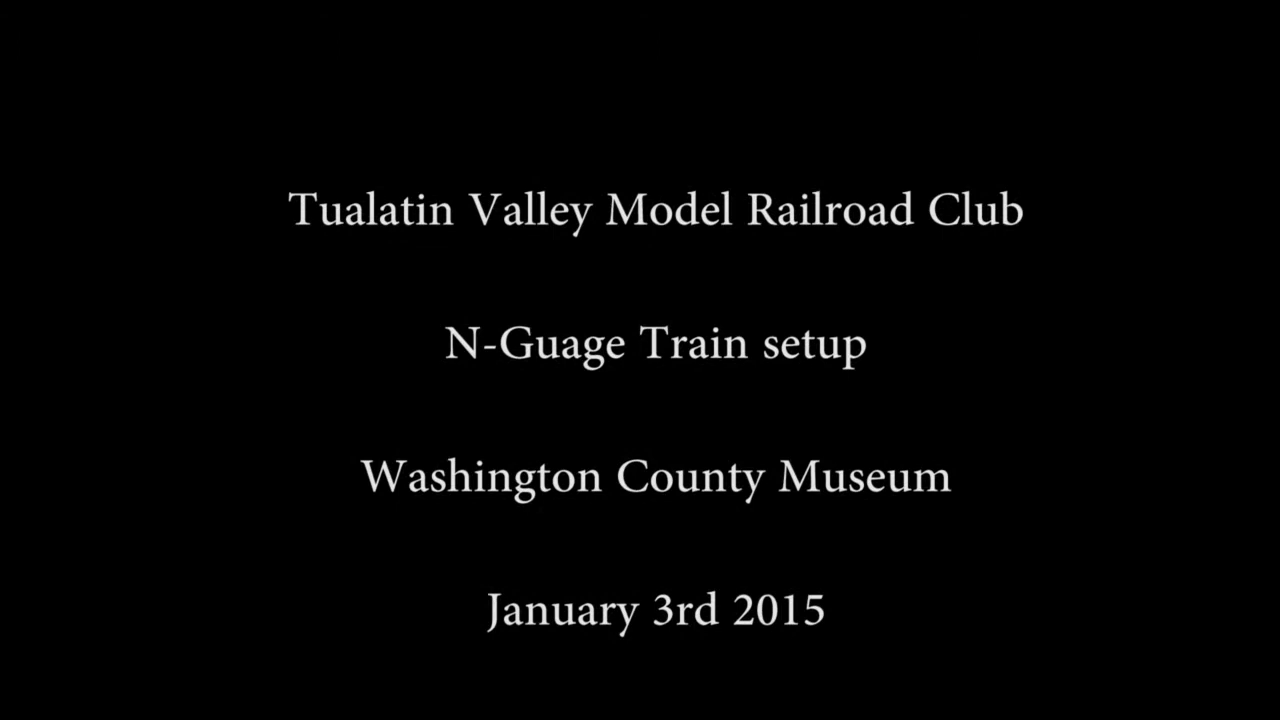 Tualatin Valley Model Railroad Club
N-Guage Train setup
Washington County Museum
January 3rd 2015